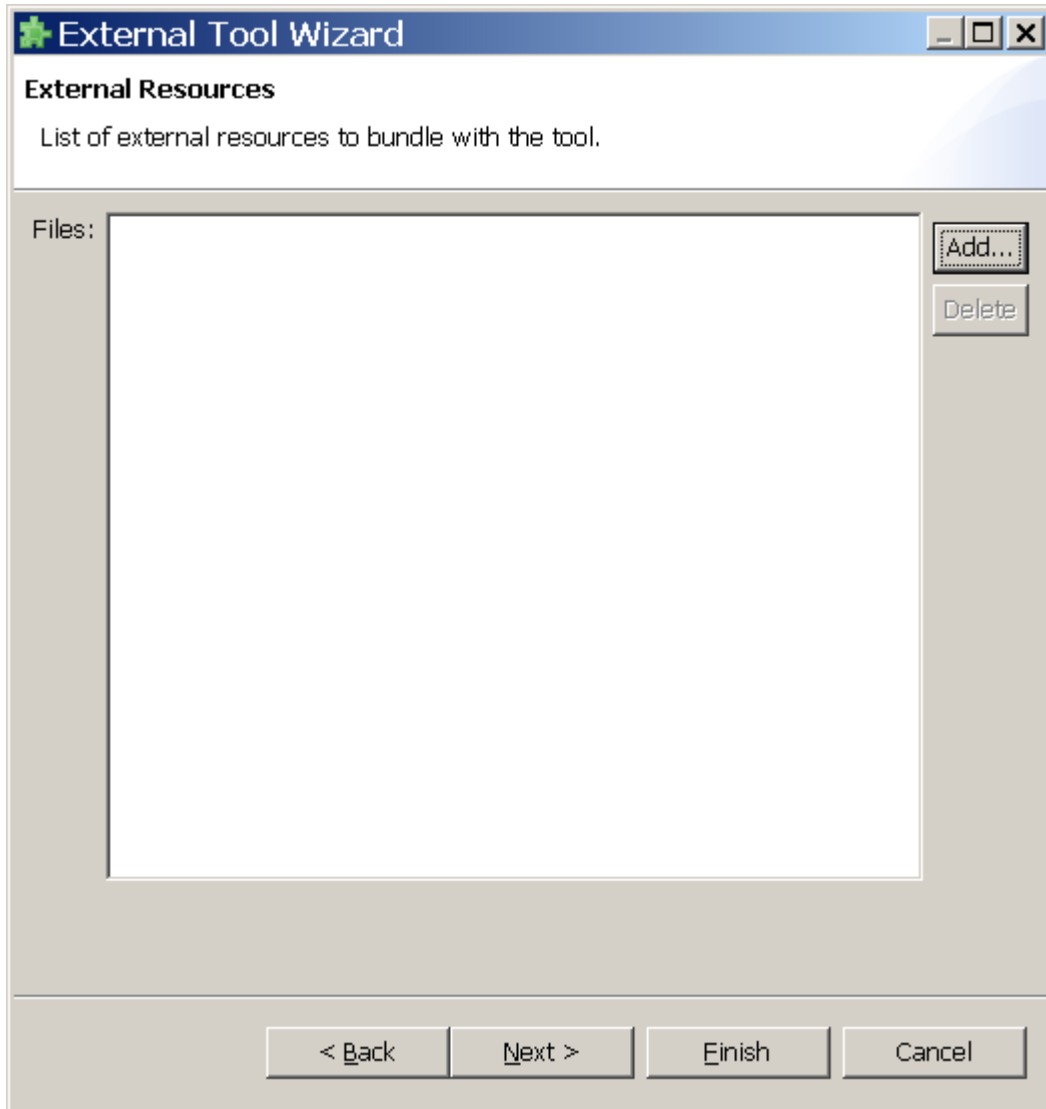 External Tool Wizard
External Resources
List of external resources to bundle with the tool.
Files:
Add...
Delete
< Back
Next >
Finish
Cancel